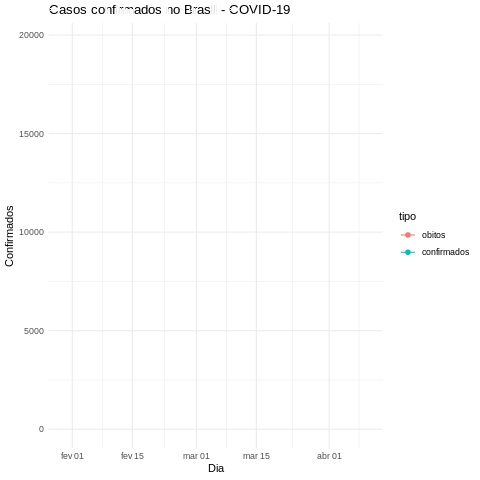 Casos confirmados no Brasil - COVID-19
20000
15000
10000
5000
0
Confirmados
fev 01
fev 15
mar 01
mar 15
abr 01
Dia
tipo
obitos
confirmados